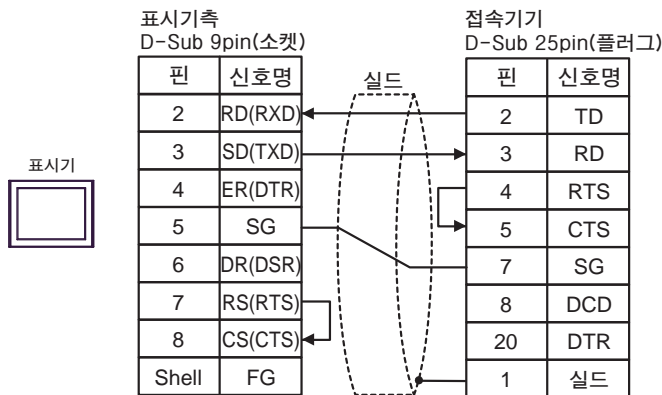 표시기측
D-Sub 9pin(소켓)
핀 신호명
2 RD(RXD)
3 SD(TXD)
4 ER(DTR)
5 SG
6 DR(DSR)
7 RS(RTS)
8 CS(CTS)
Shell FG
표시기
실드
접속기기
D-Sub 25pin(플러그)
핀 신호명
2 TD
3 RD
4 RTS
5 CTS
7 SG
8 DCD
20 DTR
1 실드